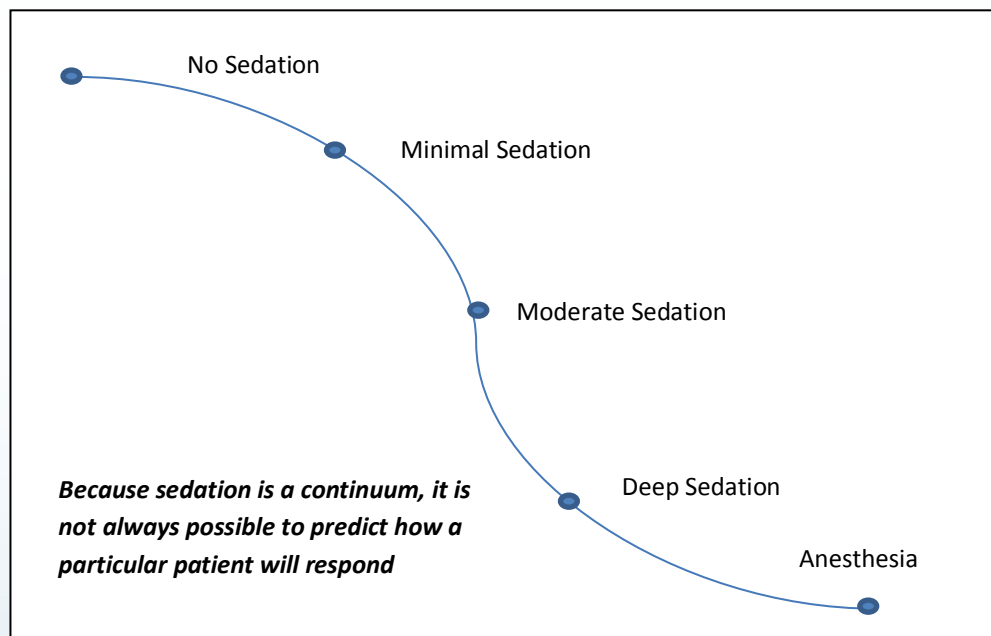 No Sedation
Minimal Sedation
Moderate Sedation
Deep Sedation
Because sedation is a continuum, it is
not always possible to predict how a
particular patient will respond
Anesthesia